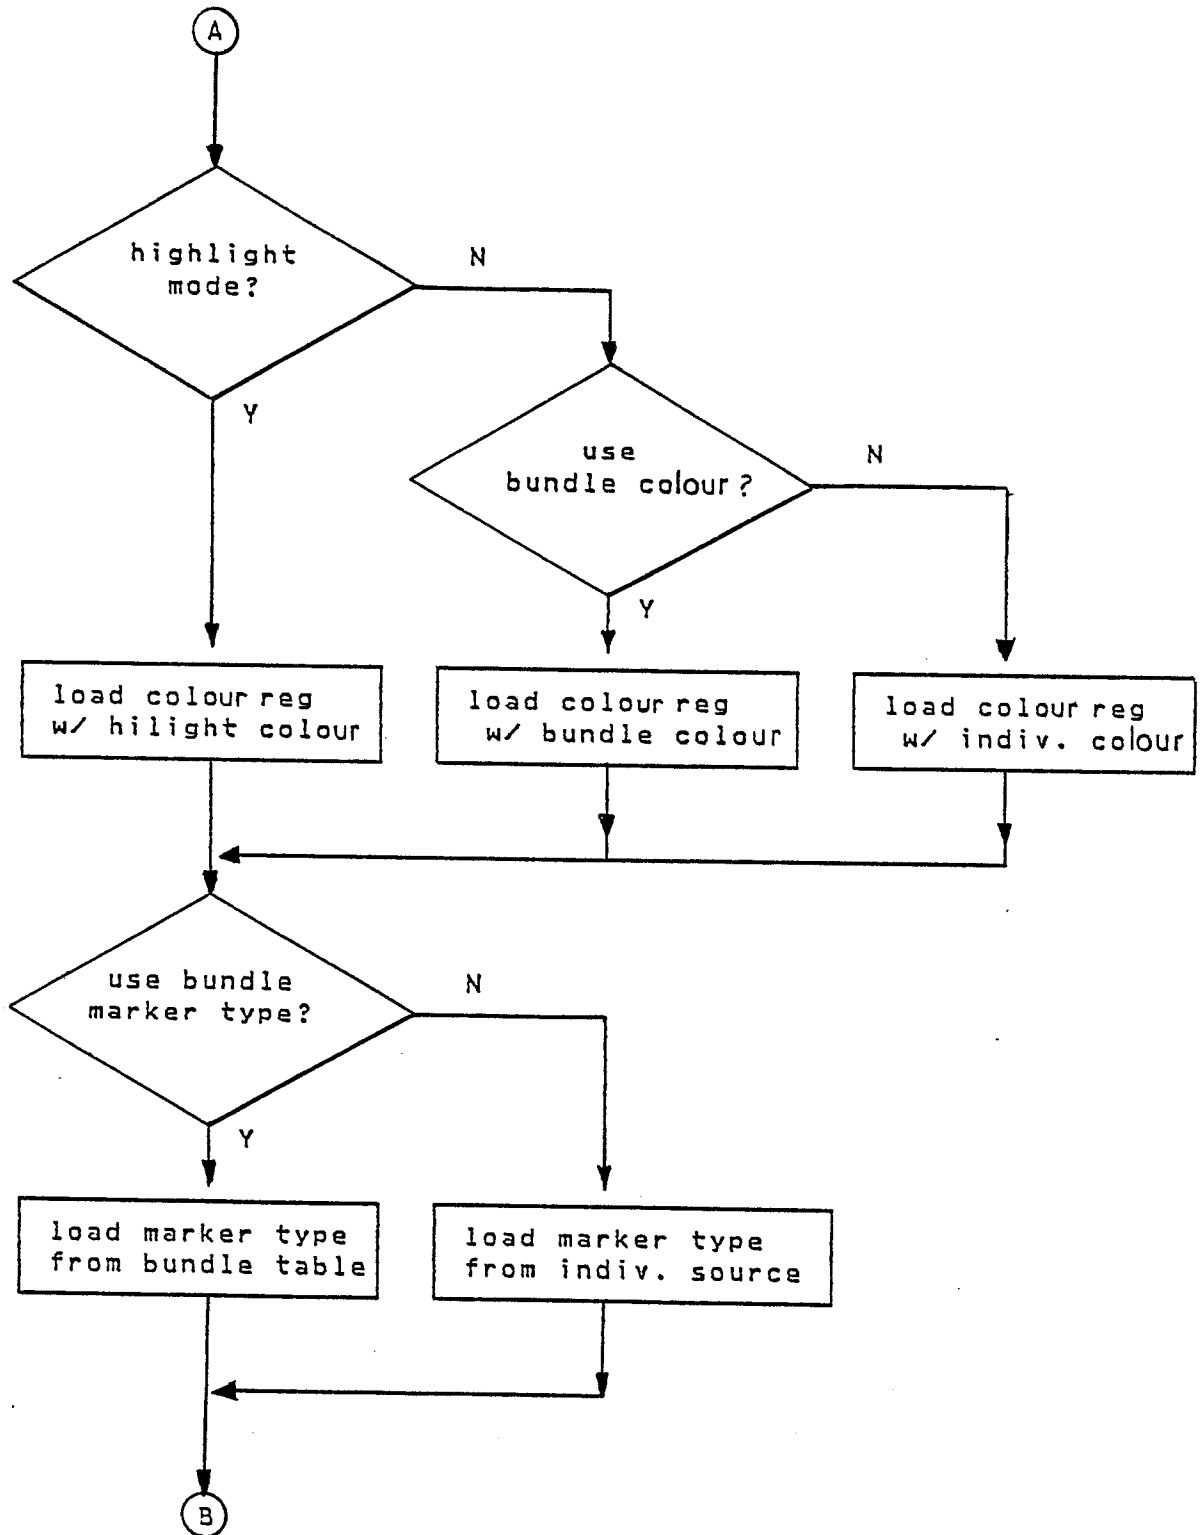 A
highlight
mode?
N
Y
use
bundle colour?
N
Y
load colour reg
w/ hilight colour
load colour reg
w/ bundle colour
load colour reg
w/ indiv. colour
use bundle
marker type?
N
Y
load marker type
from bundle table
load marker type
from indiv. source
B